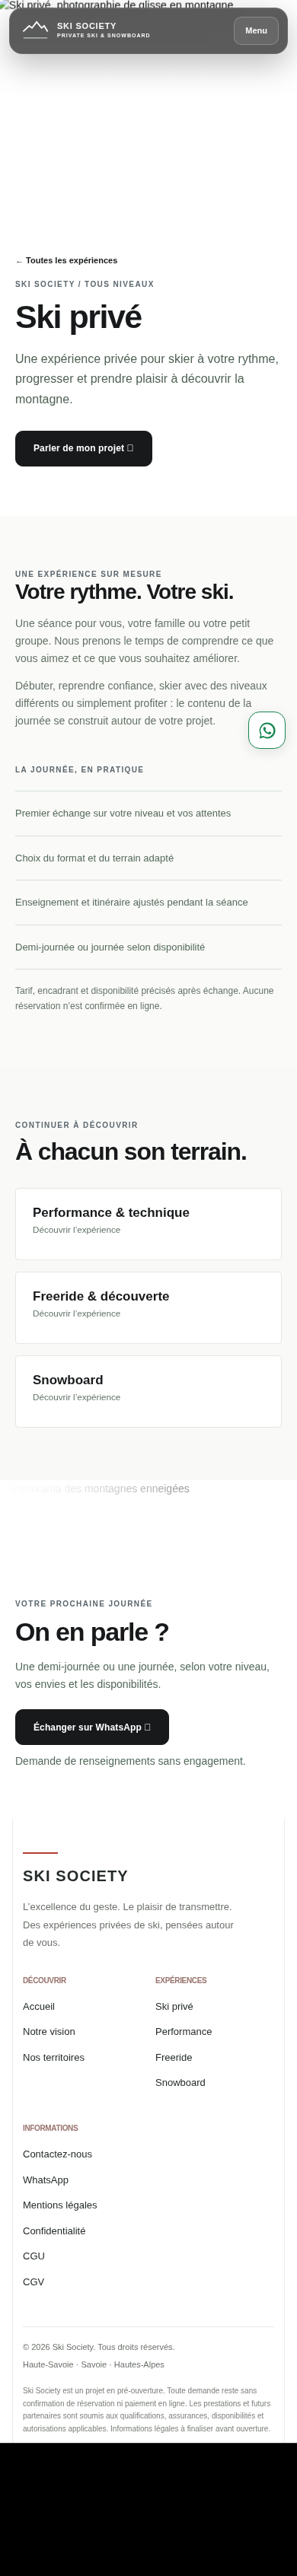 Ski privé, photographie de glisse en montagne
SKI SOCIETY
PRIVATE SKI & SNOWBOARD
Menu
← Toutes les expériences
SKI SOCIETY / TOUS NIVEAUX
Ski privé
Une expérience privée pour skier à votre rythme,
progresser et prendre plaisir à découvrir la
montagne.
Parler de mon projet
UNE EXPÉRIENCE SUR MESURE
Votre rythme. Votre ski.
Une séance pour vous, votre famille ou votre petit
groupe. Nous prenons le temps de comprendre ce que
vous aimez et ce que vous souhaitez améliorer.
Débuter, reprendre confiance, skier avec des niveaux
différents ou simplement profiter : le contenu de la
journée se construit autour de votre projet.
LA JOURNÉE, EN PRATIQUE
Premier échange sur votre niveau et vos attentes
Choix du format et du terrain adapté
Enseignement et itinéraire ajustés pendant la séance
Demi-journée ou journée selon disponibilité
Tarif, encadrant et disponibilité précisés après échange. Aucune
réservation n'est confirmée en ligne.
CONTINUER À DÉCOUVRIR
À chacun son terrain.
Performance & technique
Découvrir l'expérience
Freeride & découverte
Découvrir l'expérience
Snowboard
Découvrir l'expérience
des montagnes enneigées
VOTRE PROCHAINE JOURNÉE
On en parle ?
Une demi-journée ou une journée, selon votre niveau,
vos envies et les disponibilités.
Échanger sur WhatsApp
Demande de renseignements sans engagement.
SKI SOCIETY
L'excellence du geste. Le plaisir de transmettre.
Des expériences privées de ski, pensées autour
de vous.
DÉCOUVRIR
Accueil
Notre vision
Nos territoires
EXPÉRIENCES
Ski privé
Performance
Freeride
Snowboard
INFORMATIONS
Contactez-nous
WhatsApp
Mentions légales
Confidentialité
CGU
CGV
© 2026 Ski Society. Tous droits réservés.
Haute-Savoie · Savoie · Hautes-Alpes
Ski Society est un projet en pré-ouverture. Toute demande reste sans
confirmation de réservation ni paiement en ligne. Les prestations et futurs
partenaires sont soumis aux qualifications, assurances, disponibilités et
autorisations applicables. Informations légales à finaliser avant ouverture.